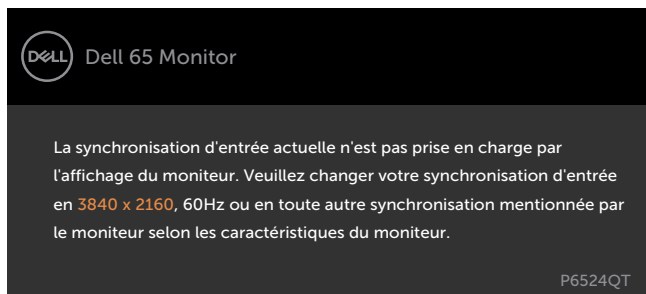 DELL
Dell 65 Monitor
La synchronisation d'entrée actuelle n'est pas prise en charge par
l'affichage du moniteur. Veuillez changer votre synchronisation d'entrée
en 3840 x 2160, 60Hz ou en toute autre synchronisation mentionnée par
le moniteur selon les caractéristiques du moniteur.
P6524QT